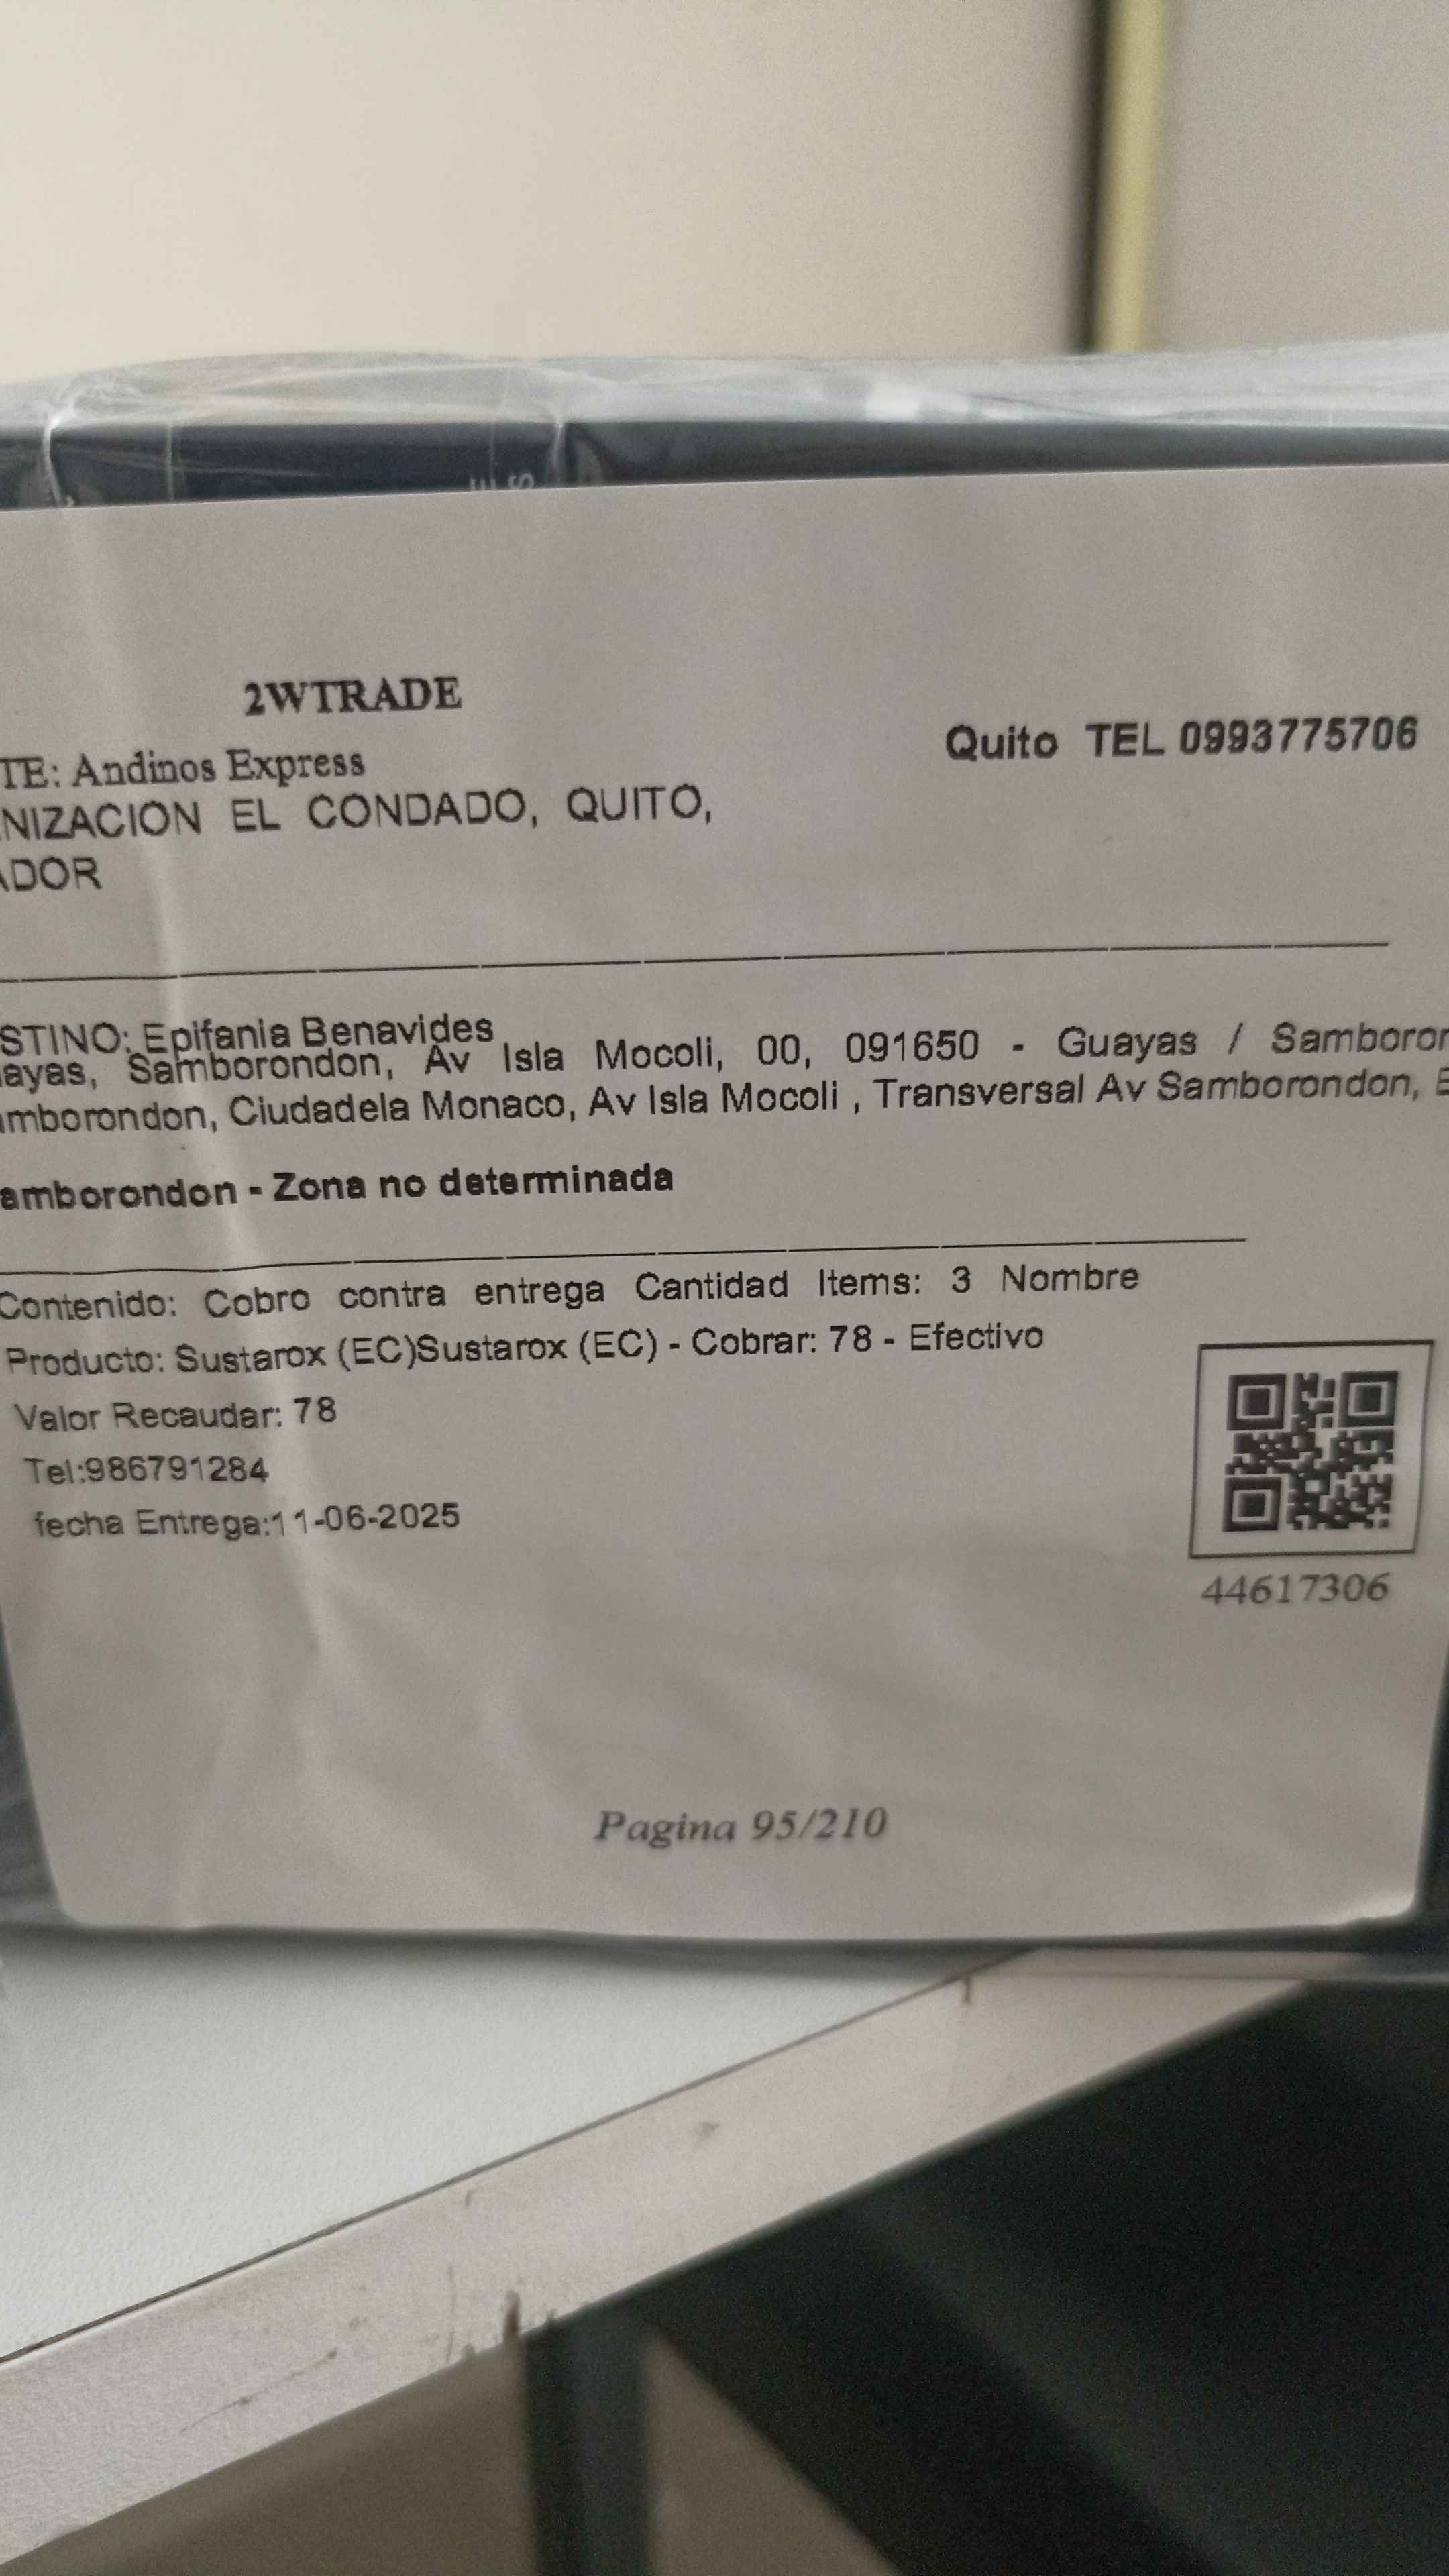 2WTRADE
TE: Andinos Express
Quito TEL 0993775706
NIZACION EL CONDADO, QUITO,
ADOR
STINO: Epifania Benavides
ayas, Samborondon, Av Isla Mocoli, 00, 091650 - Guayas / Samboror
mborondon, Ciudadela Monaco, Av Isla Mocoli , Transversal Av Samborondon, E
amborondon - Zona no determinada
Contenido: Cobro contra entrega Cantidad Items: 3 Nombre
Producto: Sustarox (EC)Sustarox (EC) - Cobrar: 78 - Efectivo
Valor Recaudar: 78
Tel:986791284
fecha Entrega:11-06-2025
44617306
Pagina 95/210